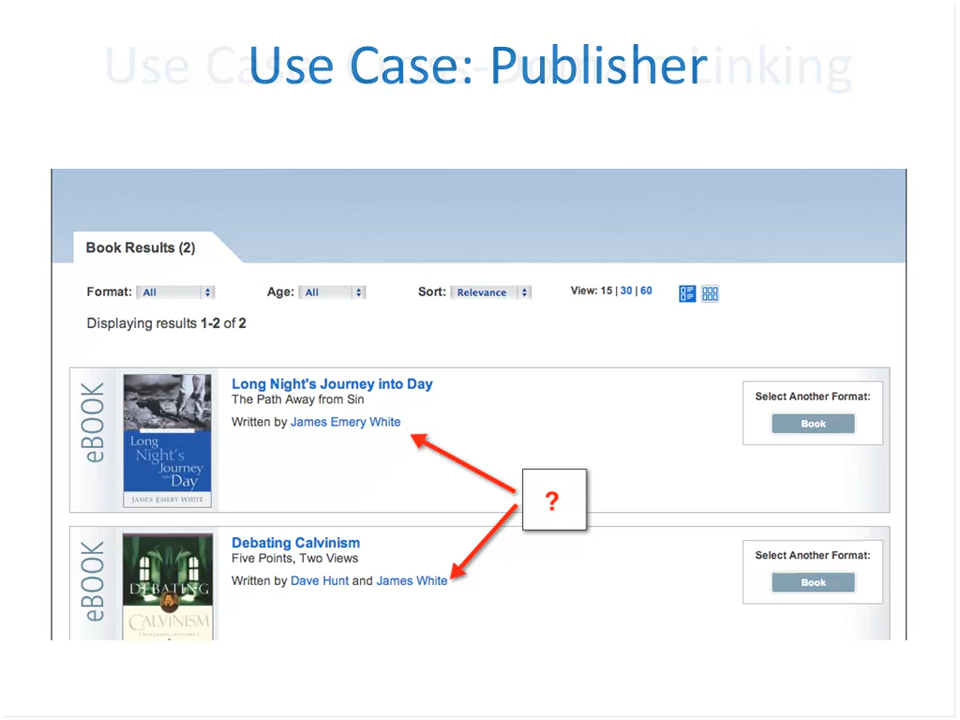 Use Case: Publisher
Book Results (2)
Format: All Age: All Sort: Relevance View: 15 | 30 | 60
Displaying results 1-2 of 2
eBOOK
Long
Night's
Journey
into
Day
JAMES EMERY WHITE
Long Night's Journey into Day
The Path Away from Sin
Written by James Emery White
Select Another Format:
Book
?
eBOOK
DEBATING
CALVINISM
Debating Calvinism
Five Points, Two Views
Written by Dave Hunt and James White
Select Another Format:
Book